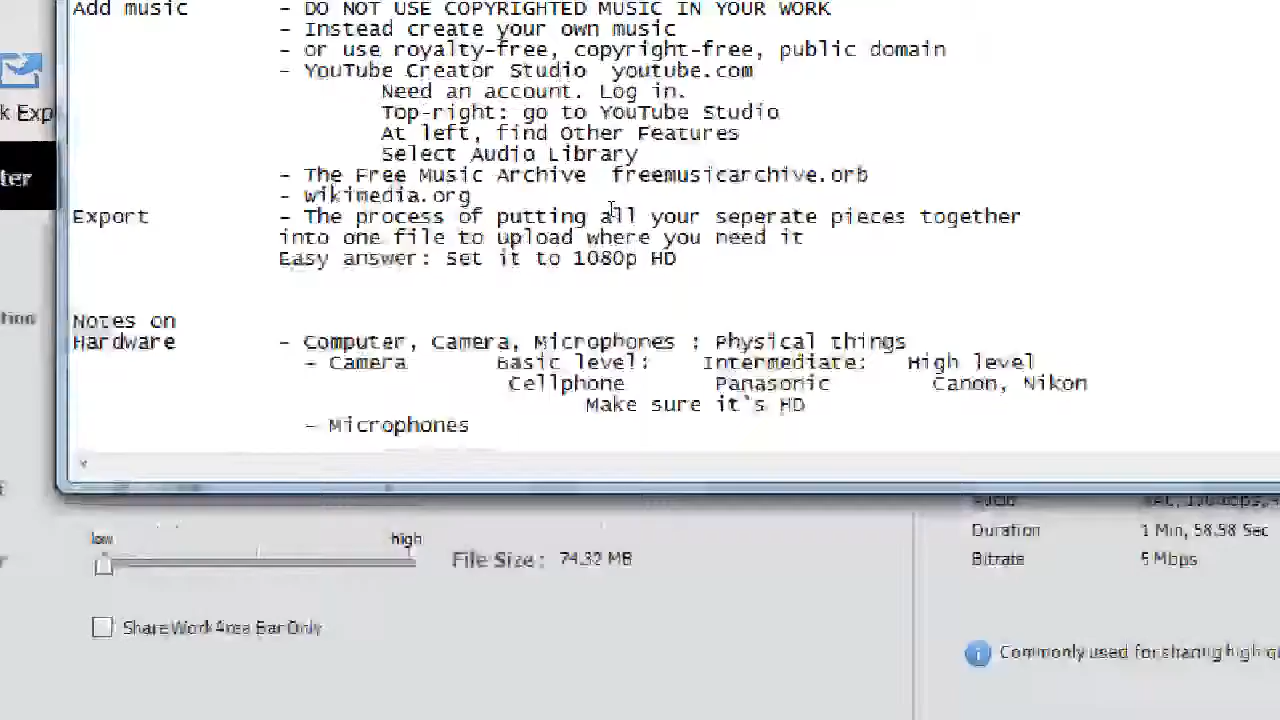 Add music - DO NOT USE COPYRIGHTED MUSIC IN YOUR WORK
- Instead create your own music
- or use royalty-free, copyright-free, public domain
- YouTube Creator Studio youtube.com
Need an account. Log in.
Top-right: go to YouTube Studio
k Exp
At left, find Other Features
Select Audio Library
ter
- The Free Music Archive freemusicarchive.orb
- wikimedia.org
Export - The process of putting all your seperate pieces together
into one file to upload where you need it
Easy answer: Set it to 1080p HD
Notes on
Hardware - Computer, Camera, Microphones : Physical things
- Camera Basic level: Intermediate: High level
Cellphone Panasonic Canon, Nikon
Make sure it`s HD
- Microphones
low high
Duration 1 Min, 58.58 Sec
File Size : 74.32 MB
Bitrate 5 Mbps
Share Work Area Bar Only
Commonly used for sharing high